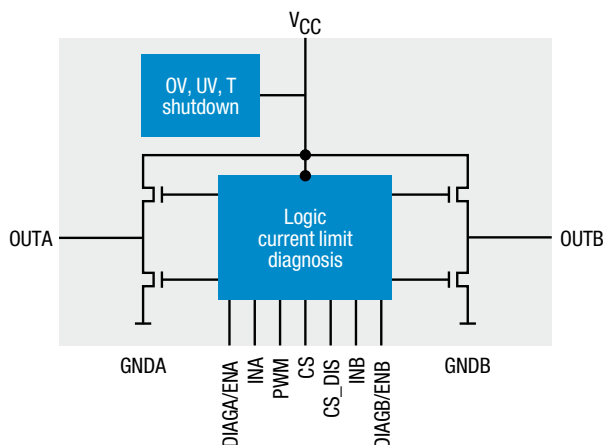 VCC
OV, UV, T
shutdown
Logic
current limit
diagnosis
OUTA
OUTB
GNDA
GNDB
DIAGA/ENA
INA
PWM
CS
CS_DIS
INB
DIAGB/ENB